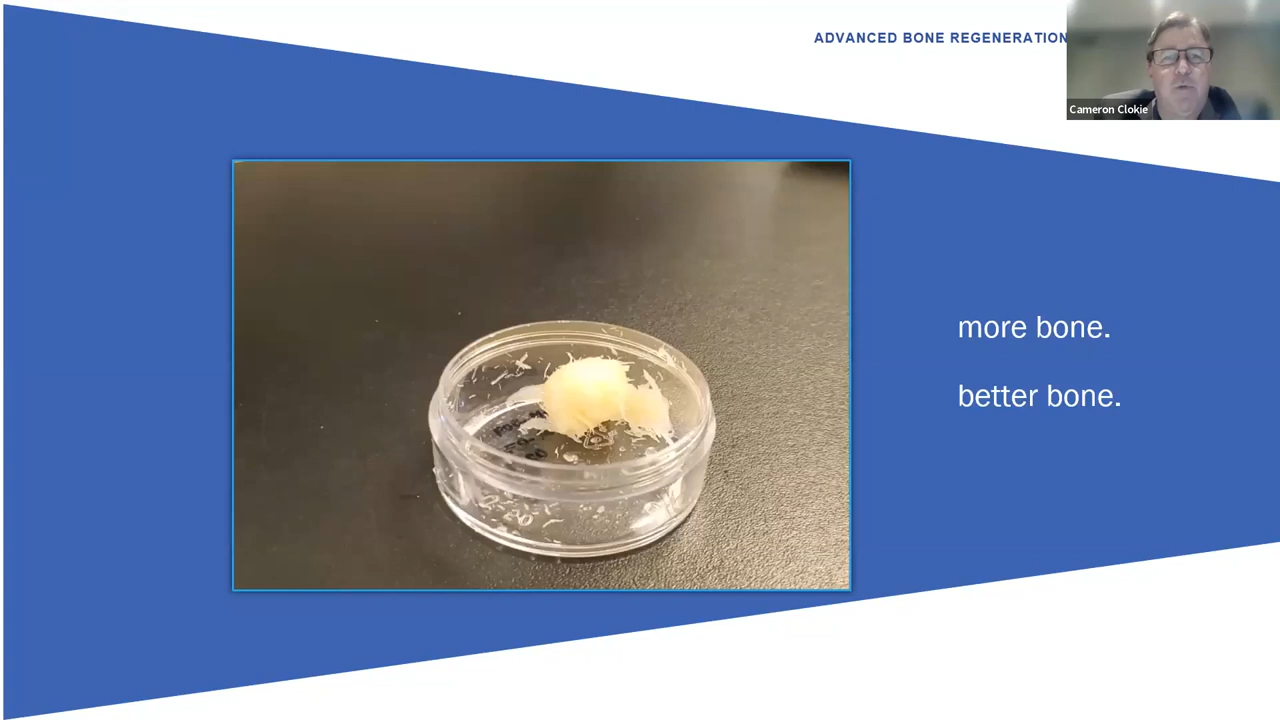 ADVANCED BONE REGENERATION
Cameron Clokie
more bone.
better bone.